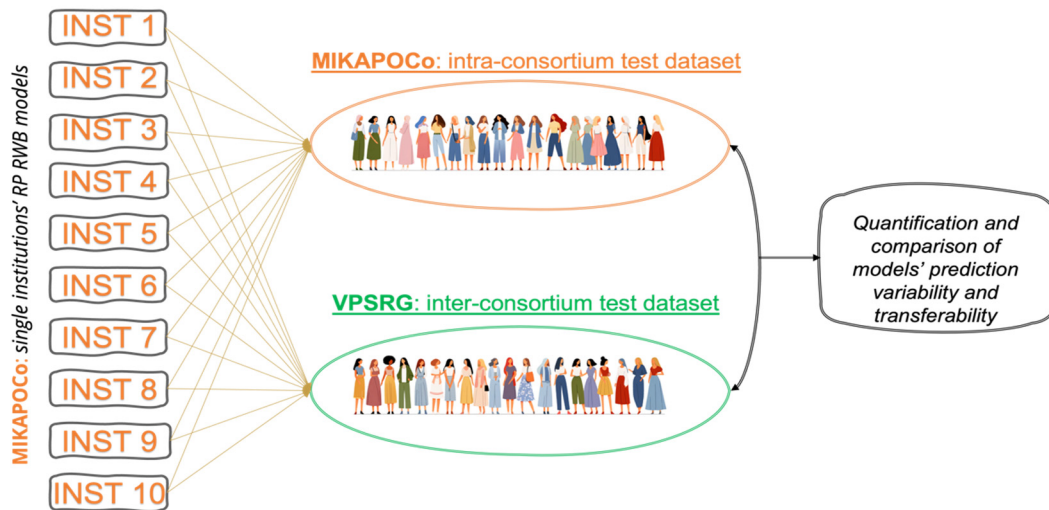 MIKAPOCo: single institutions' RP RWB models
INST 1
INST 2
INST 3
INST 4
INST 5
INST 6
INST 7
INST 8
INST 9
INST 10
MIKAPOCo: intra-consortium test dataset
VPSRG: inter-consortium test dataset
Quantification and
comparison of
models' prediction
variability and
transferability